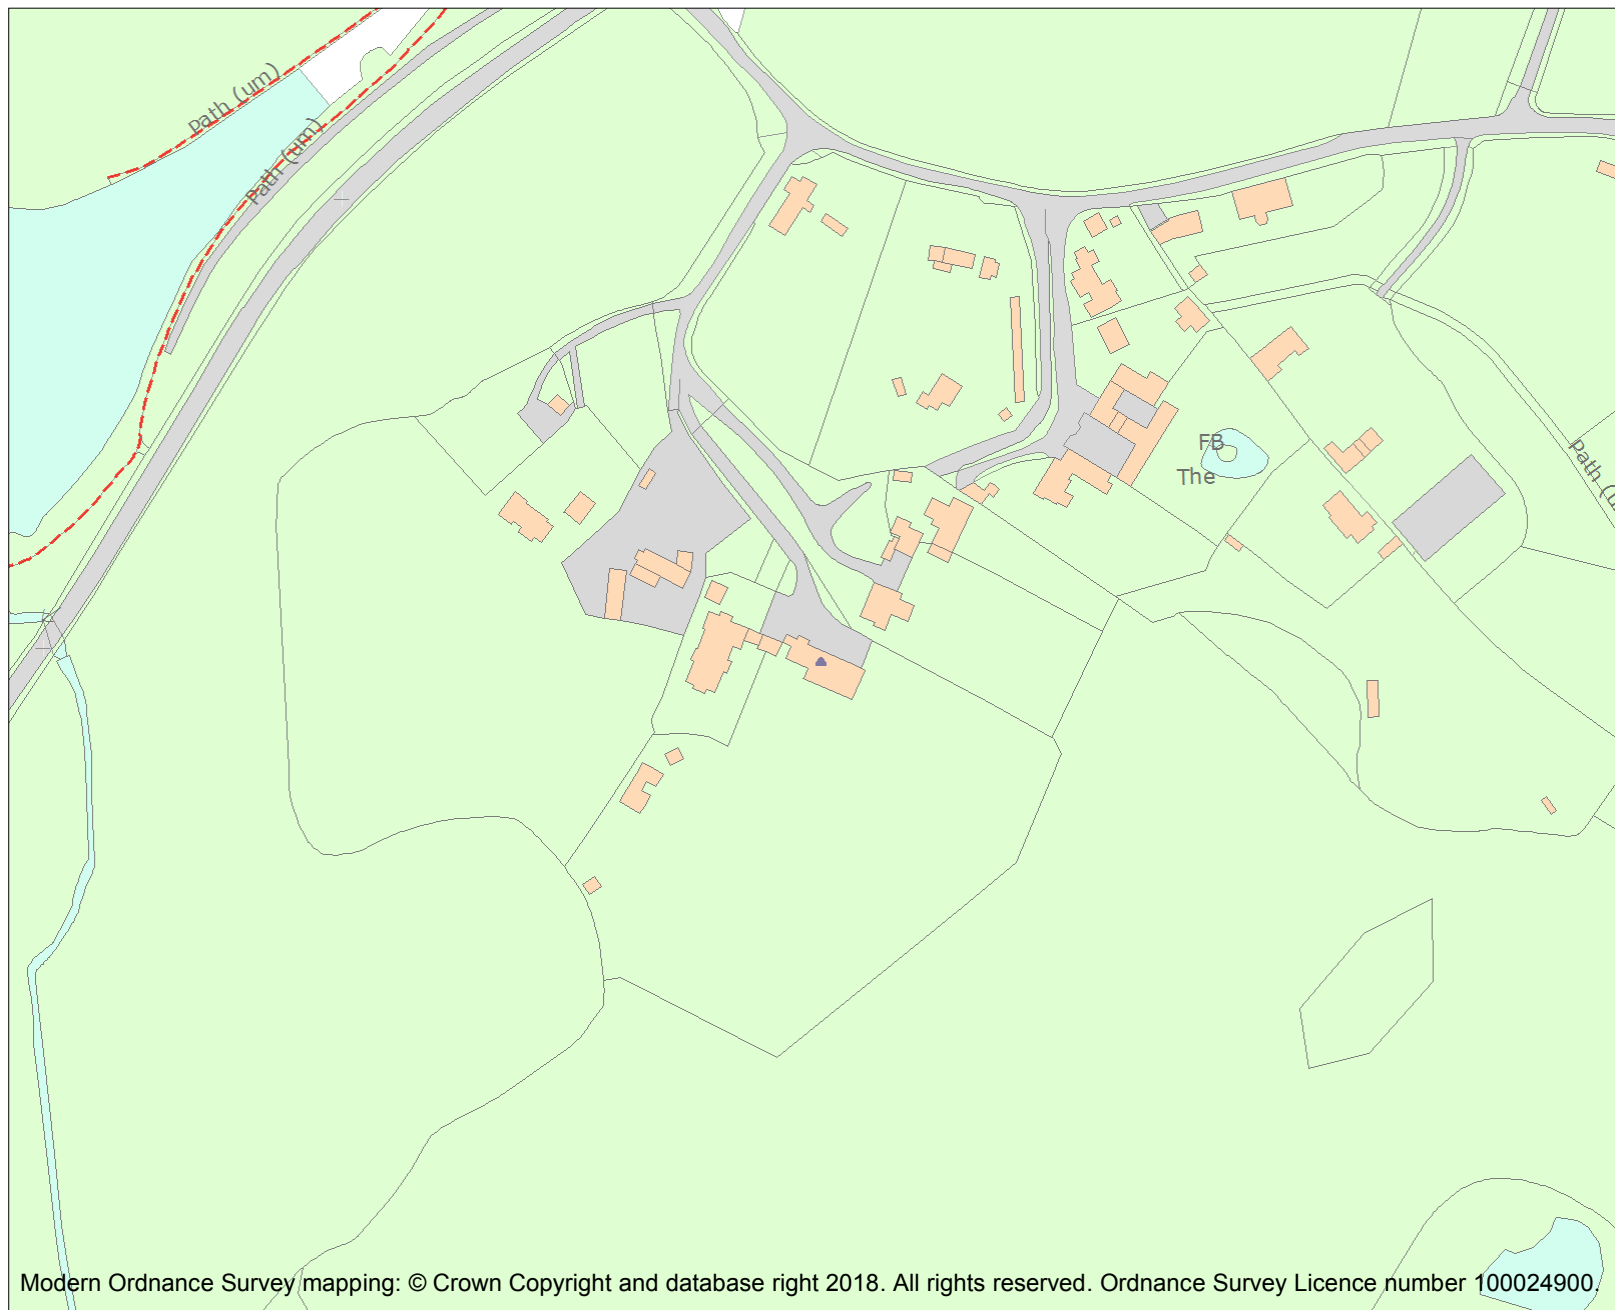 Path (um)
Path (um)
FB
The
Path (u
Modern Ordnance Survey mapping: © Crown Copyright and database right 2018. All rights reserved. Ordnance Survey Licence number 100024900.